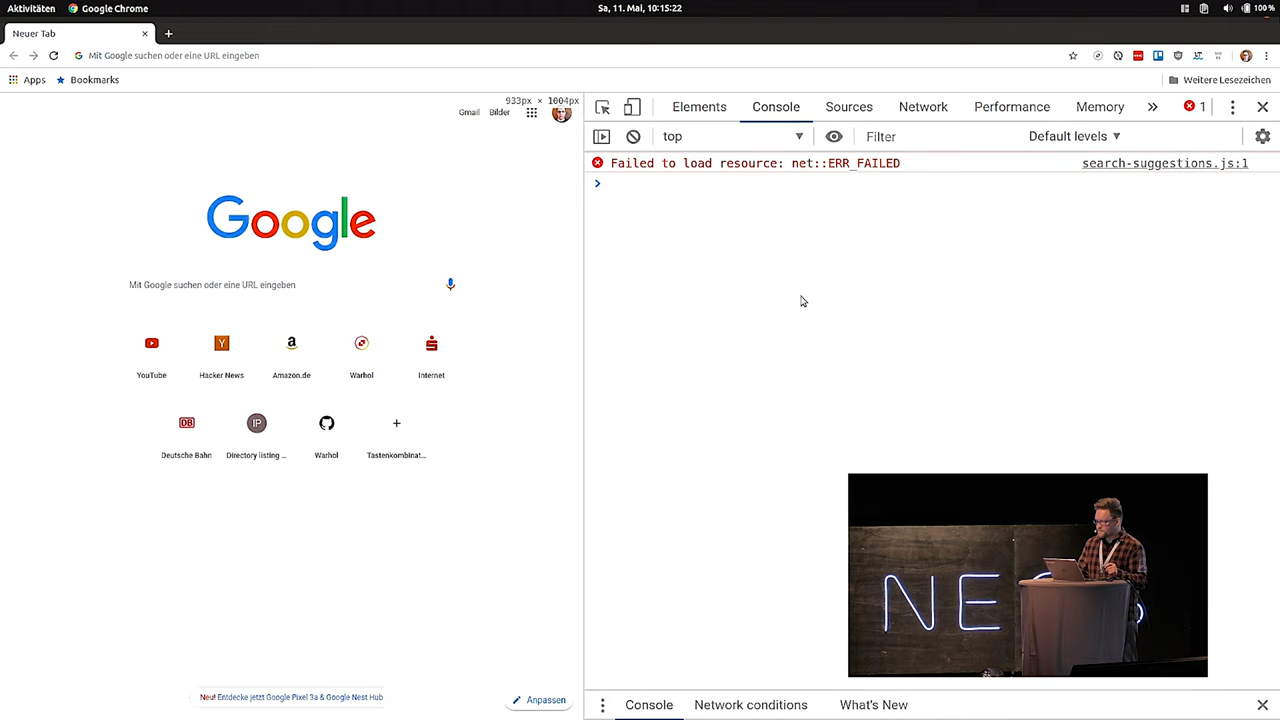 Aktivitäten Google Chrome Sa, 11. Mai, 10:15:22 100 %
Neuer Tab
Mit Google suchen oder eine URL eingeben
Apps Bookmarks Weitere Lesezeichen
933px × 1004px
Gmail Bilder
Google
Mit Google suchen oder eine URL eingeben
YouTube Hacker News Amazon.de Warhol Internet
DB IP
Deutsche Bahn Directory listing ... Warhol Tastenkombinat...
Neu! Entdecke jetzt Google Pixel 3a & Google Nest Hub
Anpassen
Elements Console Sources Network Performance Memory 1
top Filter Default levels
Failed to load resource: net::ERR_FAILED search-suggestions.js:1
NE
Console Network conditions What's New